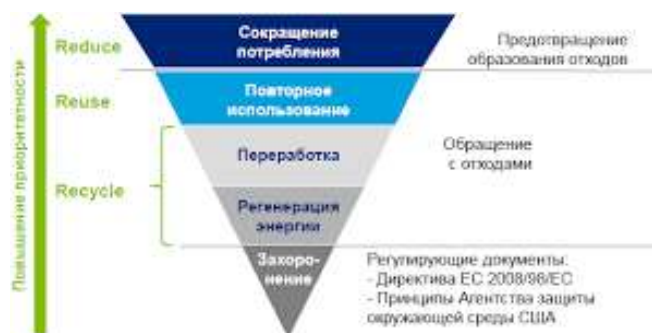 Повышение приоритетности
Reduce
Сокращение
потребления
Предотвращение
образования отходов
Reuse
Повторное
использование
Recycle
Переработка
Обращение
с отходами
Регенерация
энергии
Захоро-
нение
Регулирующие документы:
- Директива ЕС 2008/98/ЕС
- Принципы Агентства защиты
окружающей среды США